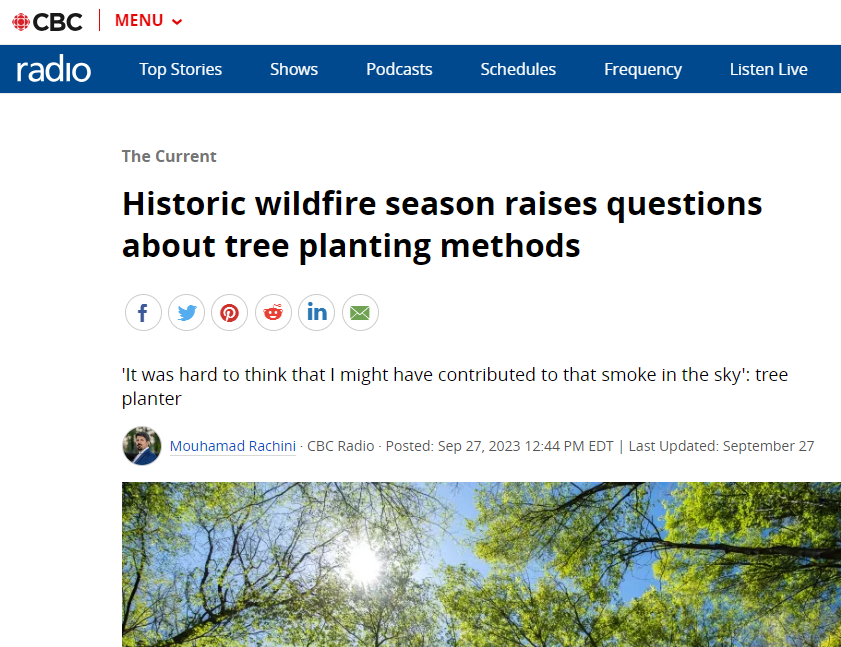 CBC MENU
radio Top Stories Shows Podcasts Schedules Frequency Listen Live
The Current
Historic wildfire season raises questions
about tree planting methods
'It was hard to think that I might have contributed to that smoke in the sky': tree
planter
Mouhamad Rachini · CBC Radio · Posted: Sep 27, 2023 12:44 PM EDT | Last Updated: September 27